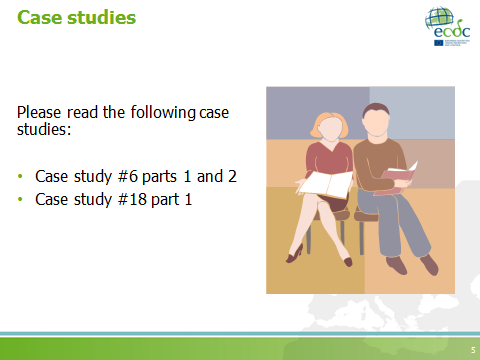 Case studies
ecdc
Please read the following case
studies:
• Case study #6 parts 1 and 2
• Case study #18 part 1
5